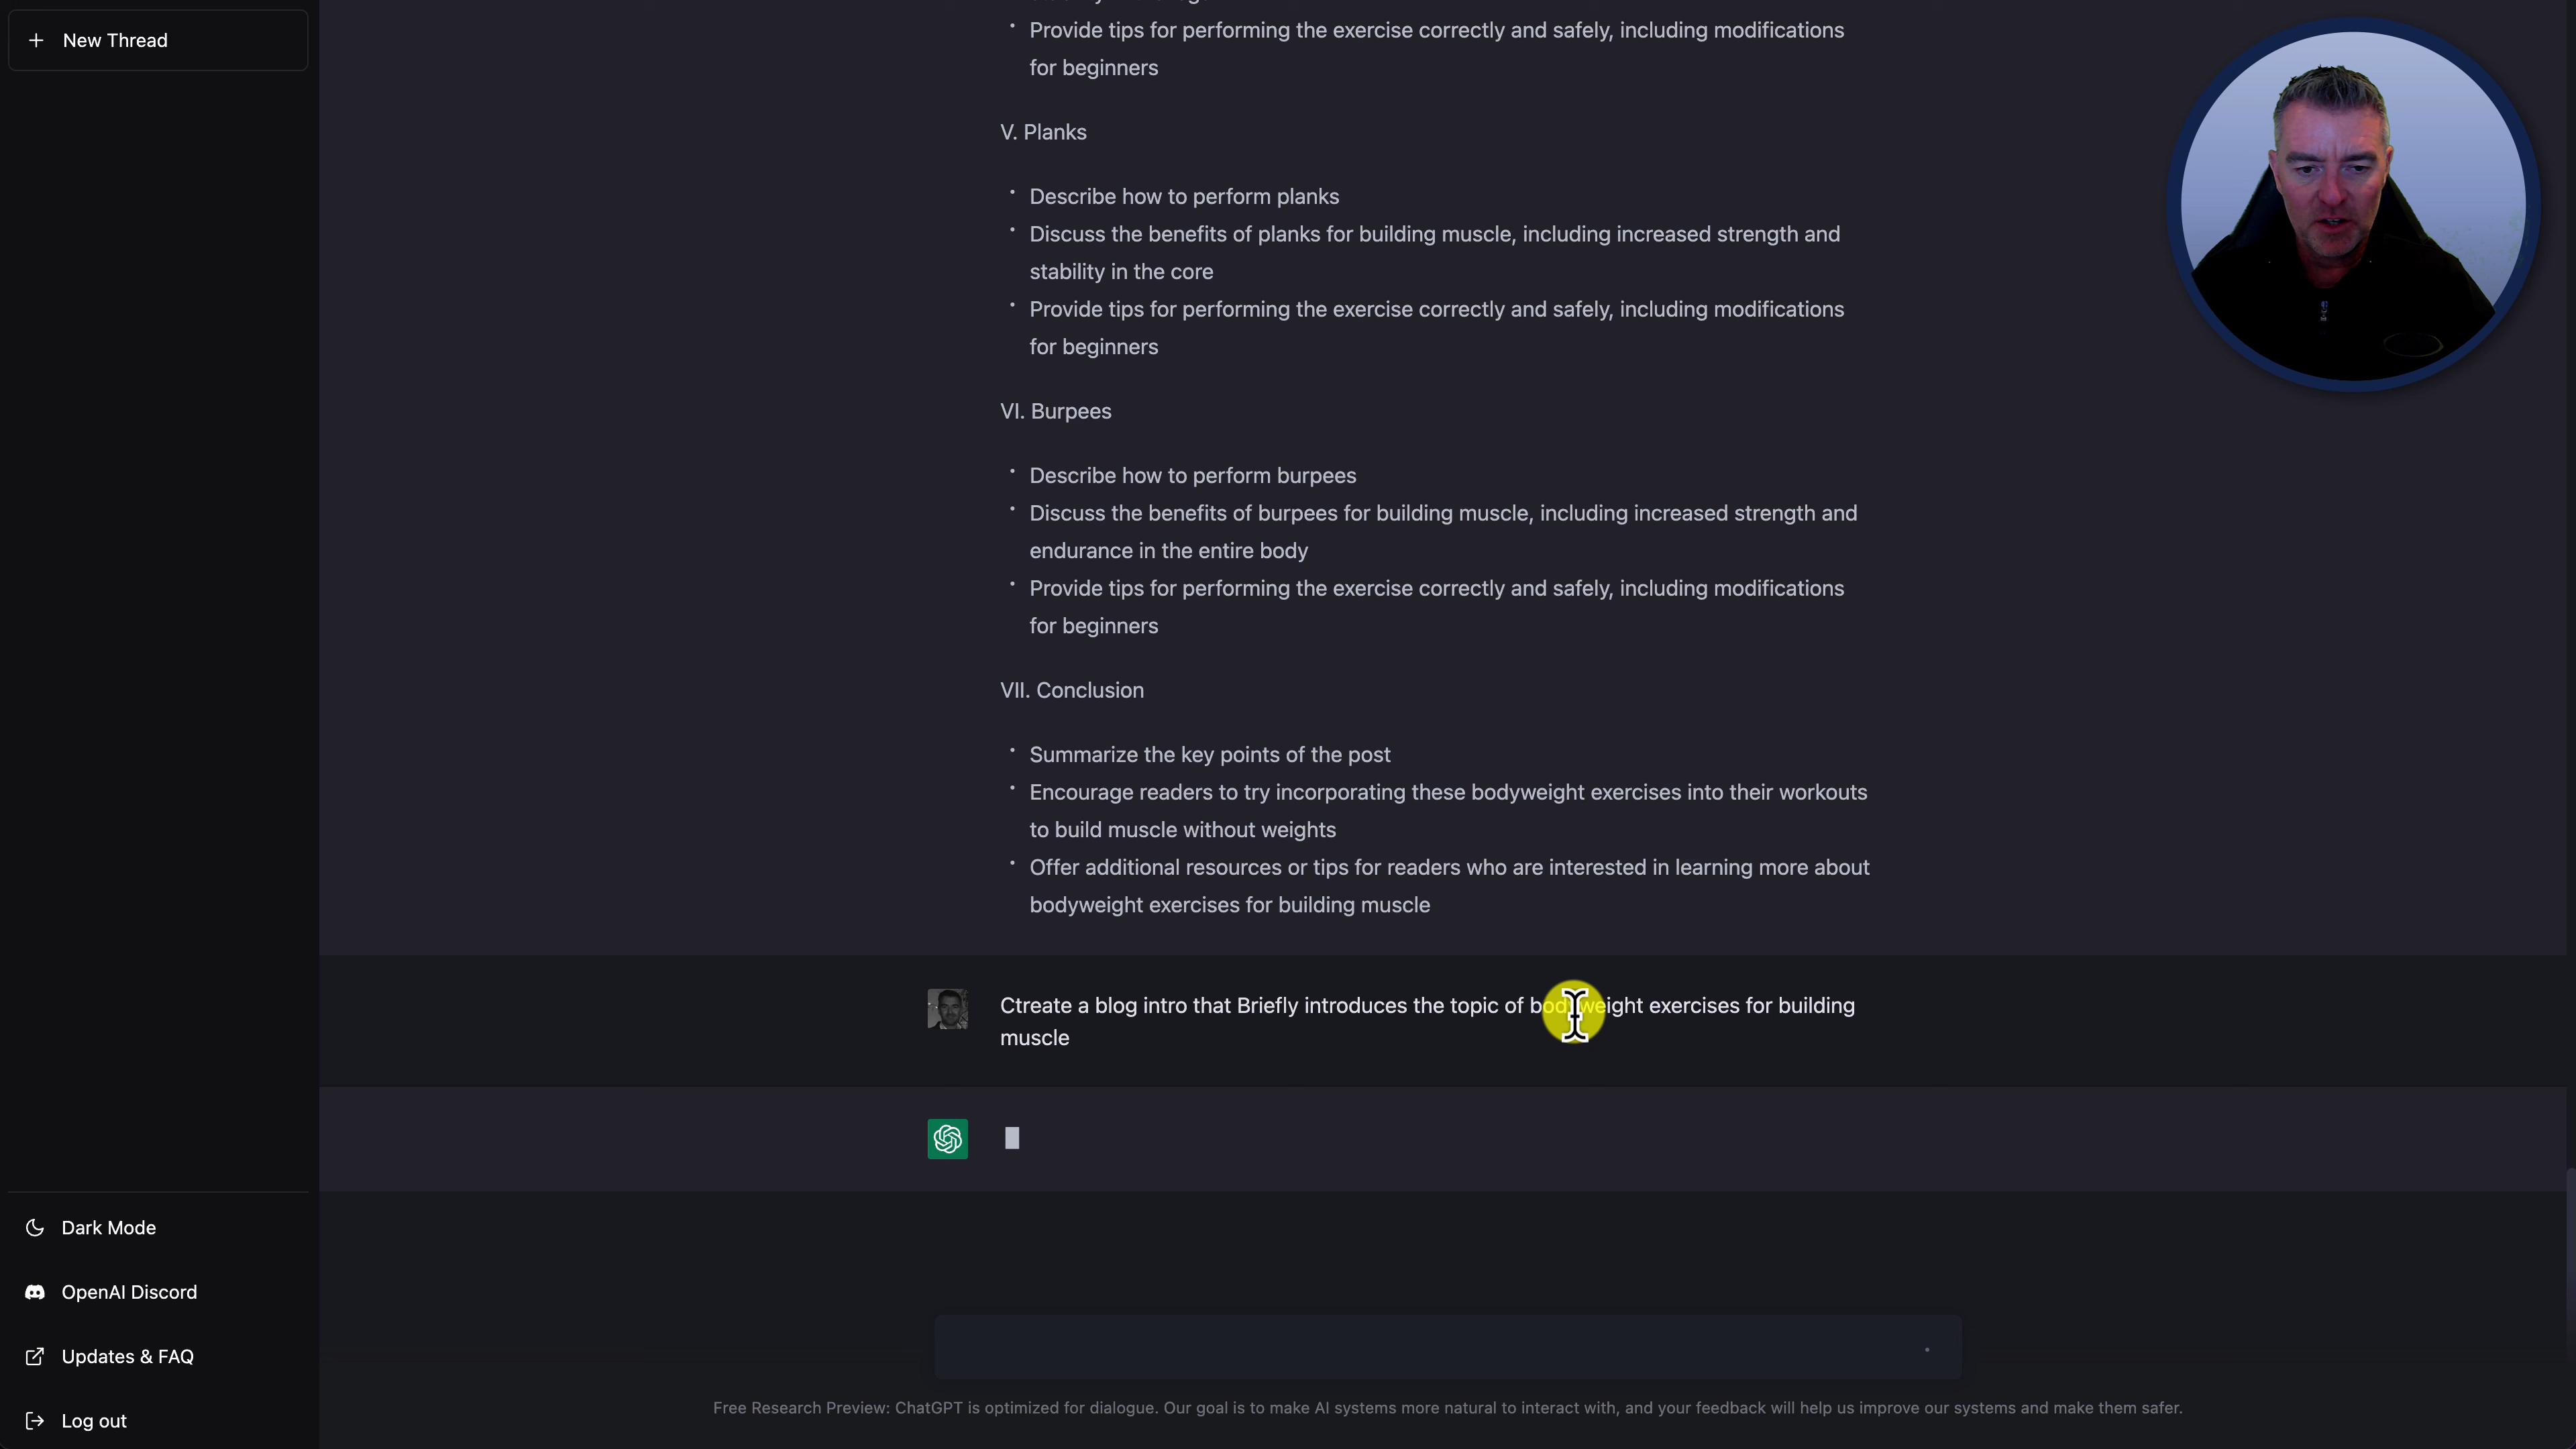 New Thread
Provide tips for performing the exercise correctly and safely, including modifications
for beginners
V. Planks
Describe how to perform planks
Discuss the benefits of planks for building muscle, including increased strength and
stability in the core
Provide tips for performing the exercise correctly and safely, including modifications
for beginners
VI. Burpees
Describe how to perform burpees
Discuss the benefits of burpees for building muscle, including increased strength and
endurance in the entire body
Provide tips for performing the exercise correctly and safely, including modifications
for beginners
VII. Conclusion
Summarize the key points of the post
Encourage readers to try incorporating these bodyweight exercises into their workouts
to build muscle without weights
Offer additional resources or tips for readers who are interested in learning more about
bodyweight exercises for building muscle
Ctreate a blog intro that Briefly introduces the topic of bodyweight exercises for building
muscle
Dark Mode
OpenAI Discord
Updates & FAQ
Log out
Free Research Preview: ChatGPT is optimized for dialogue. Our goal is to make AI systems more natural to interact with, and your feedback will help us improve our systems and make them safer.